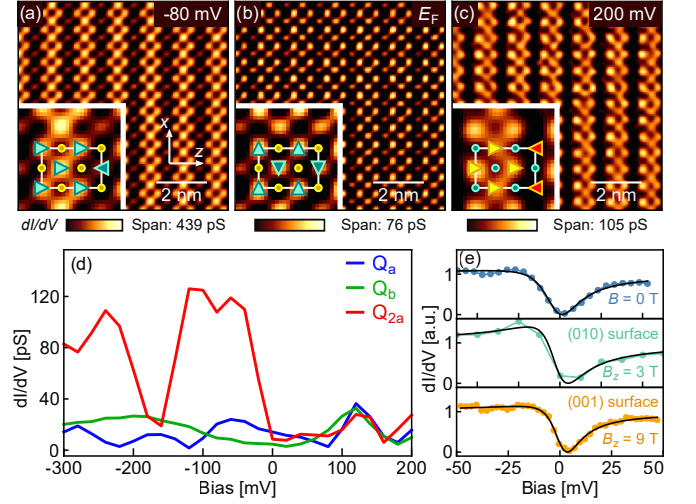 (a) -80 mV
(b) E_F
(c) 200 mV
x
z
2 nm
2 nm
2 nm
dI/dV Span: 439 pS
Span: 76 pS
Span: 105 pS
(d)
Q_a
Q_b
Q_2a
dI/dV [pS]
120
80
40
0
-300 -200 -100 0 100 200
Bias [mV]
(e)
dI/dV [a.u.]
1
0
B = 0 T
1
0
(010) surface
B_z = 3 T
1
0
(001) surface
B_z = 9 T
-50 -25 0 25 50
Bias [mV]